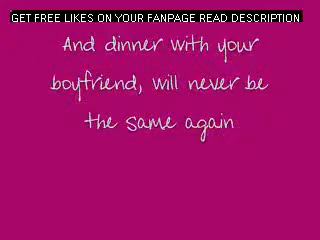 GET FREE LIKES ON YOUR FANPAGE READ DESCRIPTION
And dinner with your
boyfriend, will never be
the same again